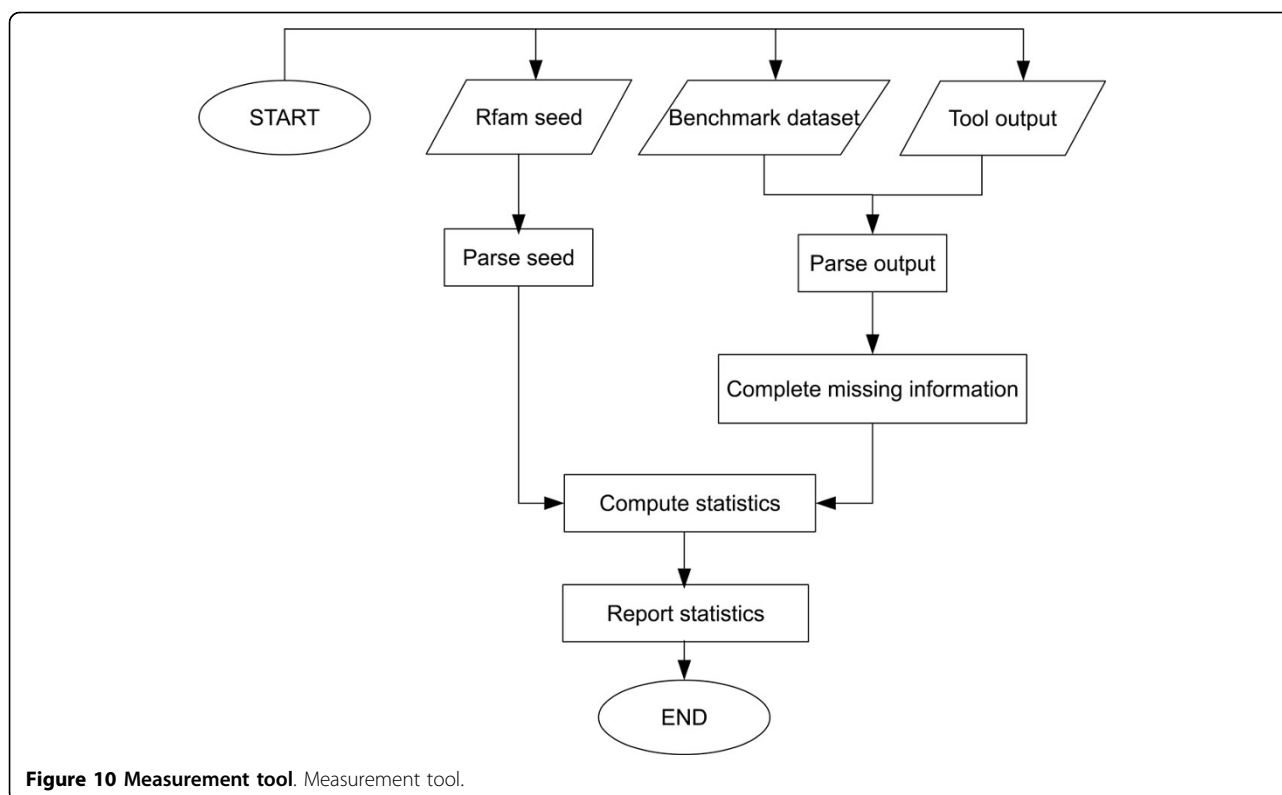 START
Rfam seed
Benchmark dataset
Tool output
Parse seed
Parse output
Complete missing information
Compute statistics
Report statistics
END
Figure 10 Measurement tool. Measurement tool.